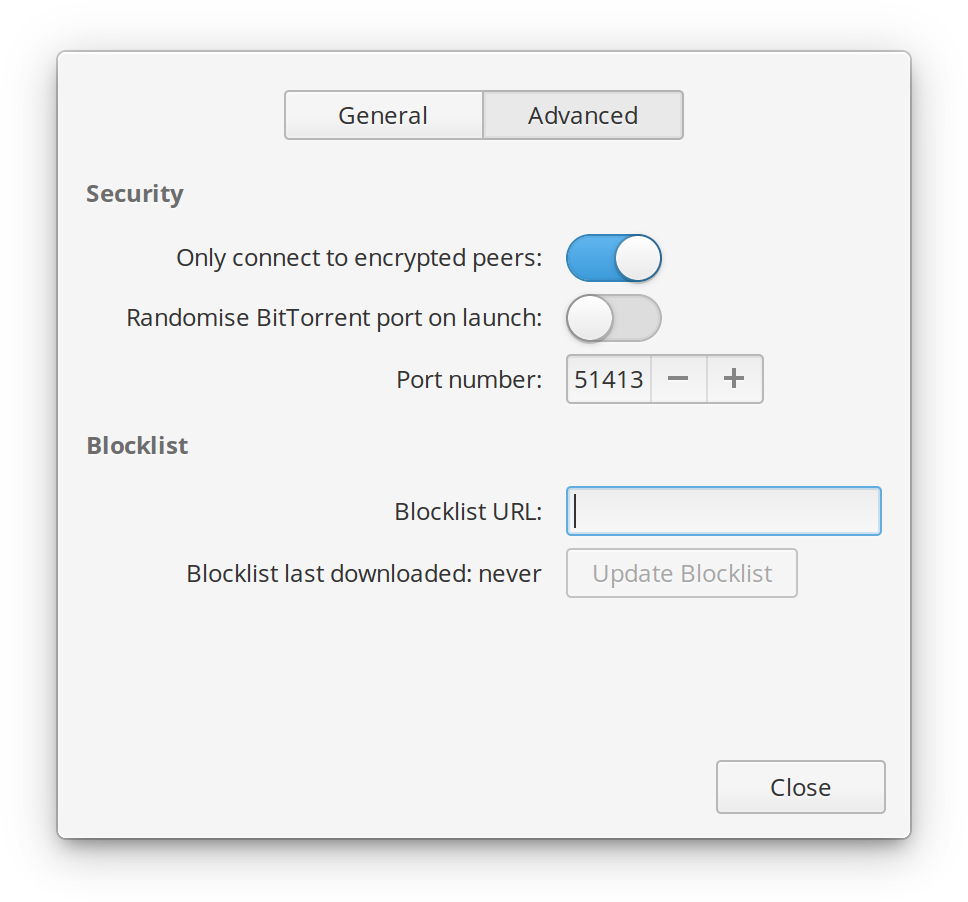 General Advanced
Security
Only connect to encrypted peers:
Randomise BitTorrent port on launch:
Port number: 51413 − +
Blocklist
Blocklist URL:
Blocklist last downloaded: never Update Blocklist
Close